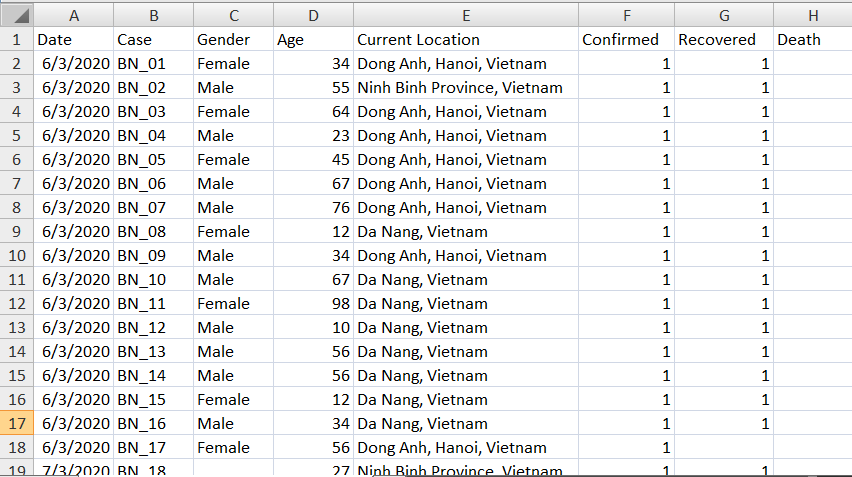 A B C D E F G H
1 Date Case Gender Age Current Location Confirmed Recovered Death
2 6/3/2020 BN_01 Female 34 Dong Anh, Hanoi, Vietnam 1 1
3 6/3/2020 BN_02 Male 55 Ninh Binh Province, Vietnam 1 1
4 6/3/2020 BN_03 Female 64 Dong Anh, Hanoi, Vietnam 1 1
5 6/3/2020 BN_04 Male 23 Dong Anh, Hanoi, Vietnam 1 1
6 6/3/2020 BN_05 Female 45 Dong Anh, Hanoi, Vietnam 1 1
7 6/3/2020 BN_06 Male 67 Dong Anh, Hanoi, Vietnam 1 1
8 6/3/2020 BN_07 Male 76 Dong Anh, Hanoi, Vietnam 1 1
9 6/3/2020 BN_08 Female 12 Da Nang, Vietnam 1 1
10 6/3/2020 BN_09 Male 34 Dong Anh, Hanoi, Vietnam 1 1
11 6/3/2020 BN_10 Male 67 Da Nang, Vietnam 1 1
12 6/3/2020 BN_11 Female 98 Da Nang, Vietnam 1 1
13 6/3/2020 BN_12 Male 10 Da Nang, Vietnam 1 1
14 6/3/2020 BN_13 Male 56 Da Nang, Vietnam 1 1
15 6/3/2020 BN_14 Male 56 Da Nang, Vietnam 1 1
16 6/3/2020 BN_15 Female 12 Da Nang, Vietnam 1 1
17 6/3/2020 BN_16 Male 34 Da Nang, Vietnam 1 1
18 6/3/2020 BN_17 Female 56 Dong Anh, Hanoi, Vietnam 1
19 7/3/2020 BN_18 27 Ninh Binh Province, Vietnam 1 1